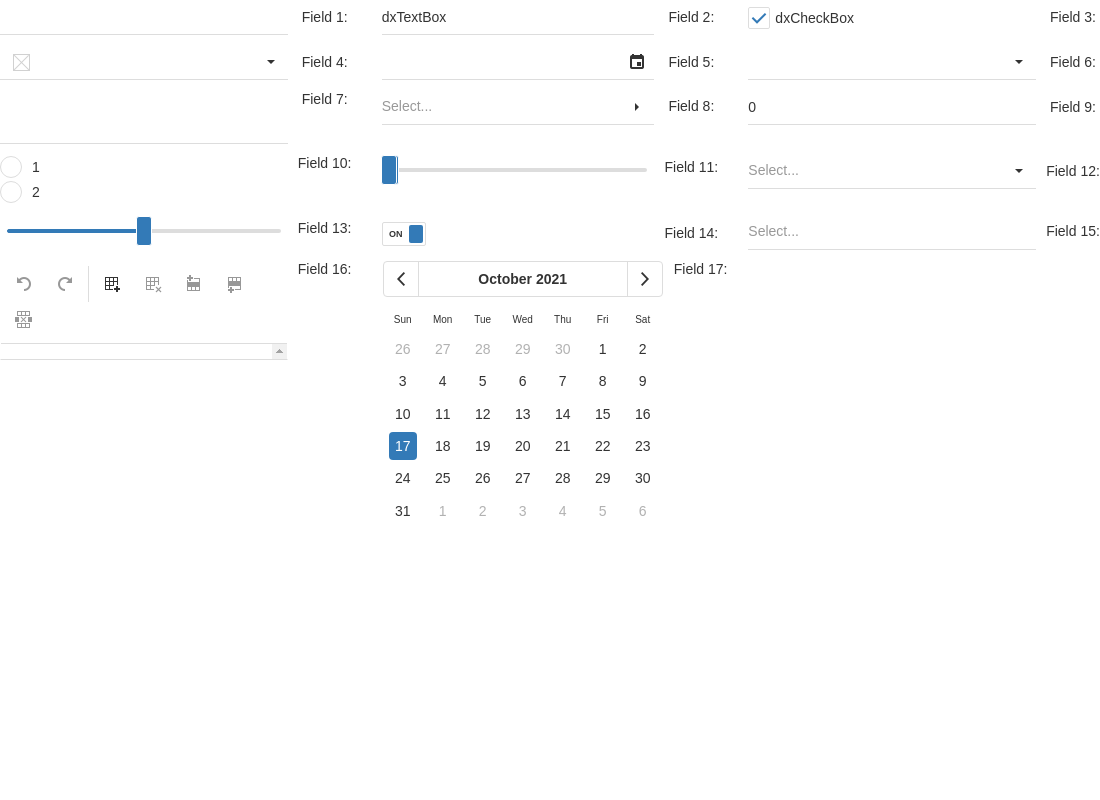 Field 1: dxTextBox Field 2: dxCheckBox Field 3:
Field 4: Field 5: Field 6:
Field 7: Select... Field 8: 0 Field 9:
1 Field 10: Field 11: Select... Field 12:
2
Field 13: ON Field 14: Select... Field 15:
Field 16: October 2021 Field 17:
Sun Mon Tue Wed Thu Fri Sat
26 27 28 29 30 1 2
3 4 5 6 7 8 9
10 11 12 13 14 15 16
17 18 19 20 21 22 23
24 25 26 27 28 29 30
31 1 2 3 4 5 6